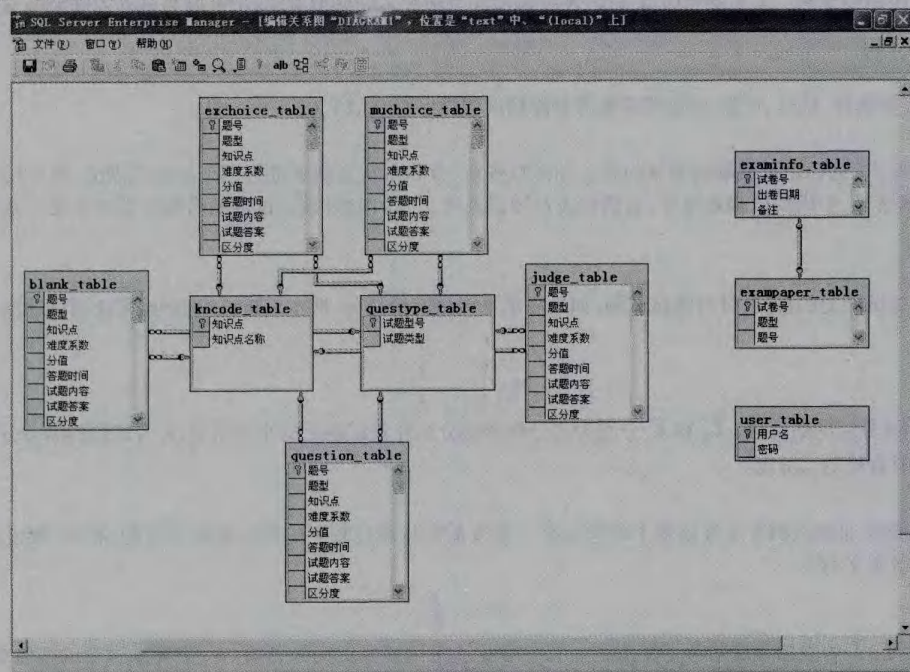 SQL Server Enterprise Manager - [编辑关系图 "DIAGRAM1", 位置是 "text" 中、"(local)" 上]
文件(F) 窗口(W) 帮助(H)
ab
exchoice_table
题号
题型
知识点
难度系数
分值
答题时间
试题内容
试题答案
区分度
muchoice_table
题号
题型
知识点
难度系数
分值
答题时间
试题内容
试题答案
区分度
examinfo_table
试卷号
出卷日期
备注
blank_table
题号
题型
知识点
难度系数
分值
答题时间
试题内容
试题答案
区分度
kncode_table
知识点
知识点名称
questype_table
试题型号
试题类型
judge_table
题号
题型
知识点
难度系数
分值
答题时间
试题内容
试题答案
区分度
exampaper_table
试卷号
题型
题号
user_table
用户名
密码
question_table
题号
题型
知识点
难度系数
分值
答题时间
试题内容
试题答案
区分度